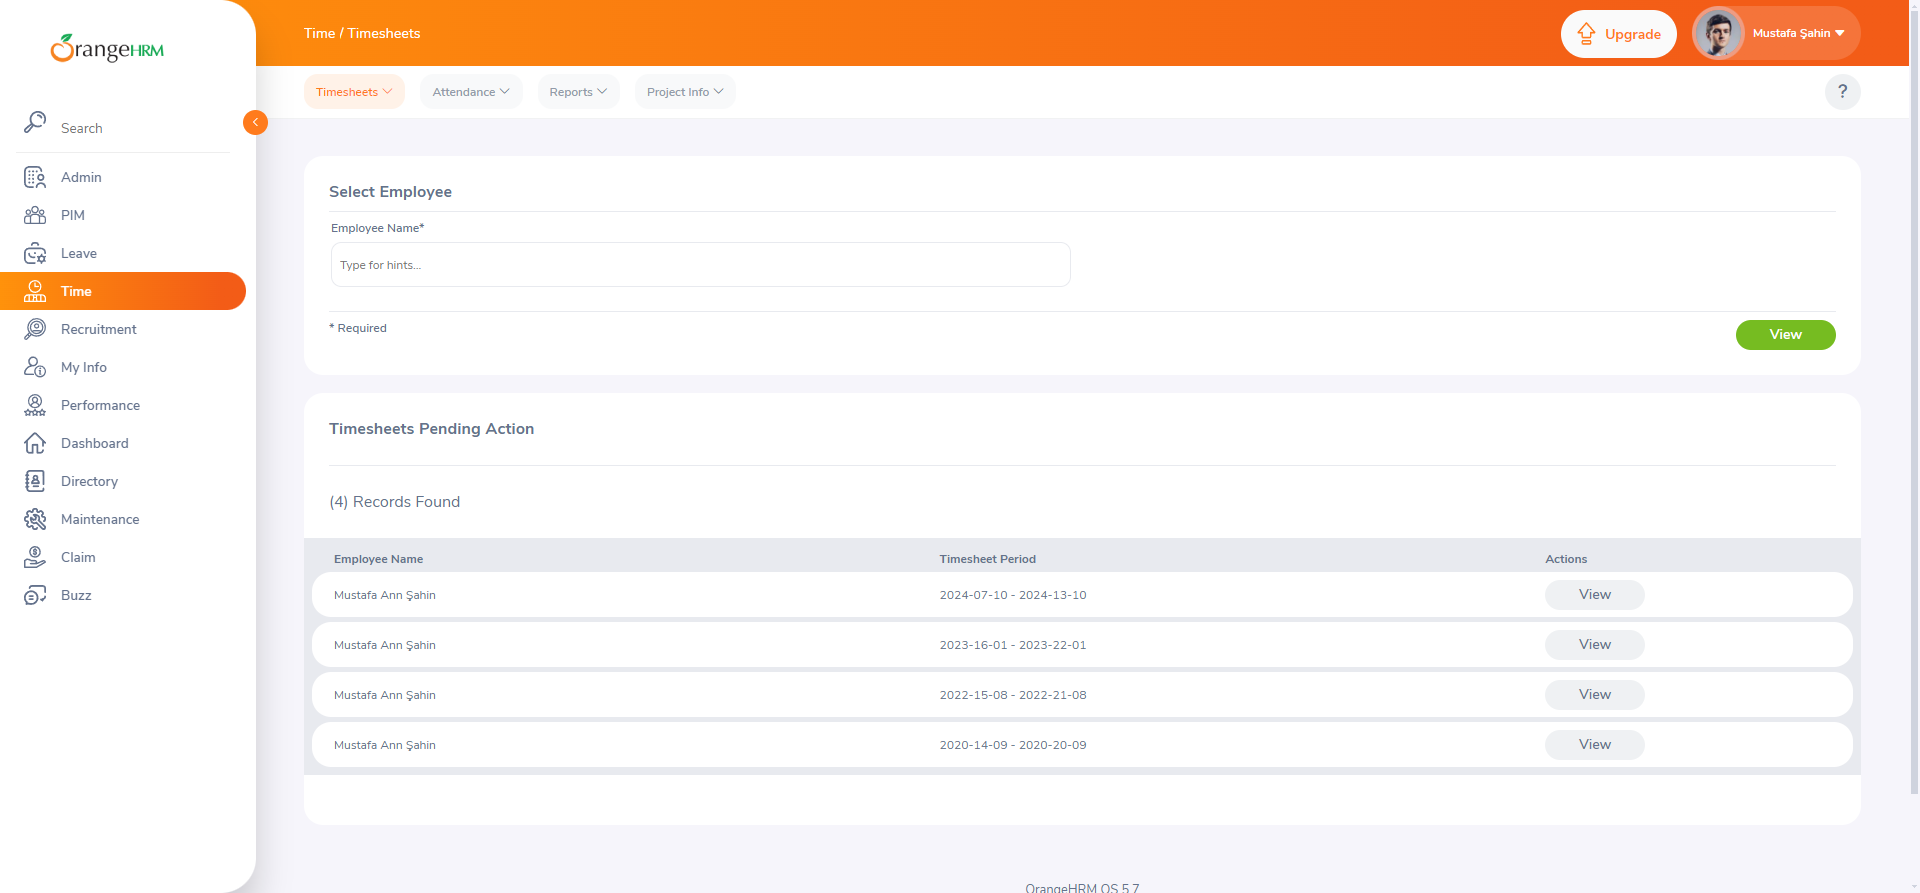 OrangeHRM
Time / Timesheets
Upgrade
Mustafa Şahin
Timesheets
Attendance
Reports
Project Info
?
Search
Admin
PIM
Leave
Time
Recruitment
My Info
Performance
Dashboard
Directory
Maintenance
Claim
Buzz
Select Employee
Employee Name*
Type for hints...
* Required
View
Timesheets Pending Action
(4) Records Found
Employee Name Timesheet Period Actions
Mustafa Ann Şahin 2024-07-10 - 2024-13-10 View
Mustafa Ann Şahin 2023-16-01 - 2023-22-01 View
Mustafa Ann Şahin 2022-15-08 - 2022-21-08 View
Mustafa Ann Şahin 2020-14-09 - 2020-20-09 View
OrangeHRM OS 5.7